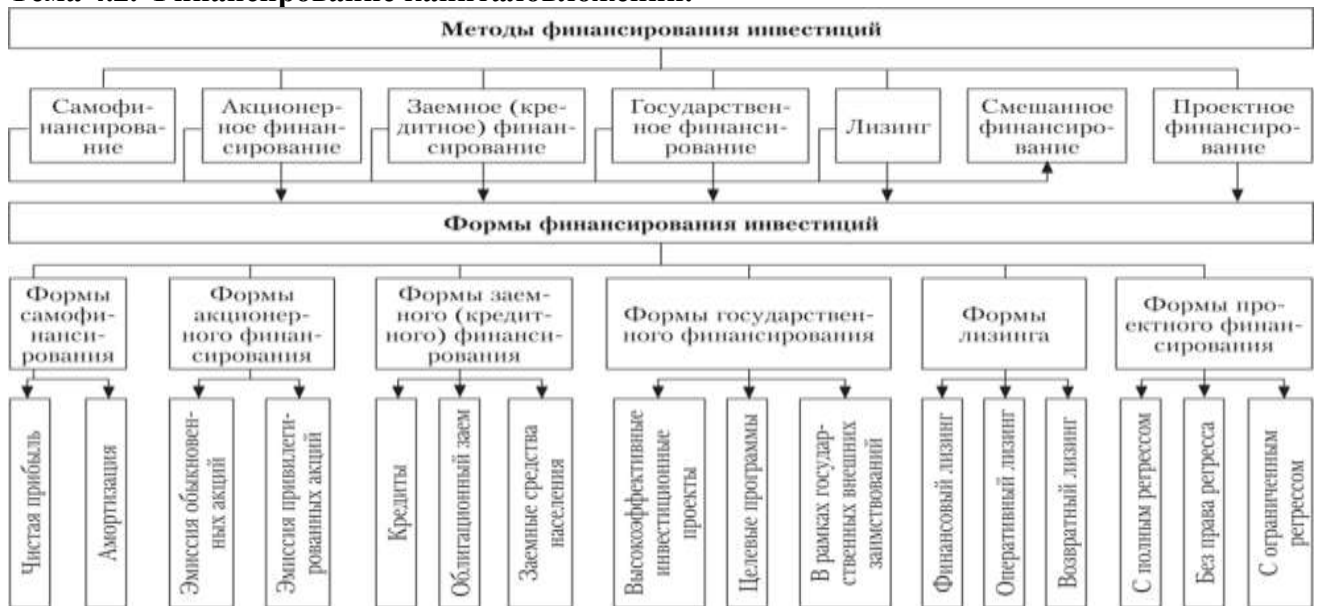 Методы финансирования инвестиций
Самофи-
нансирова-
ние
Акционер-
ное финан-
сирование
Заемное (кре-
дитное) финан-
сирование
Государствен-
ное финанси-
рование
Лизинг
Смешанное
финансиро-
вание
Проектное
финансиро-
вание
Формы финансирования инвестиций
Формы
самофи-
нанси-
рования
Формы
акционер-
ного финан-
сирования
Формы заем-
ного (кредит-
ного) финанси-
рования
Формы государствен-
ного финансирования
Формы
лизинга
Формы про-
ектного финан-
сирования
Чистая прибыль
Амортизация
Эмиссия обыкновен-
ных акций
Эмиссия привилеги-
рованных акций
Кредиты
Облигационный заем
Заемные средства
населения
Высокоэффективные
инвестиционные
проекты
Целевые программы
В рамках государ-
ственных внешних
заимствований
Финансовый лизинг
Оперативный лизинг
Возвратный лизинг
С полным регрессом
Без права регресса
С ограниченным
регрессом